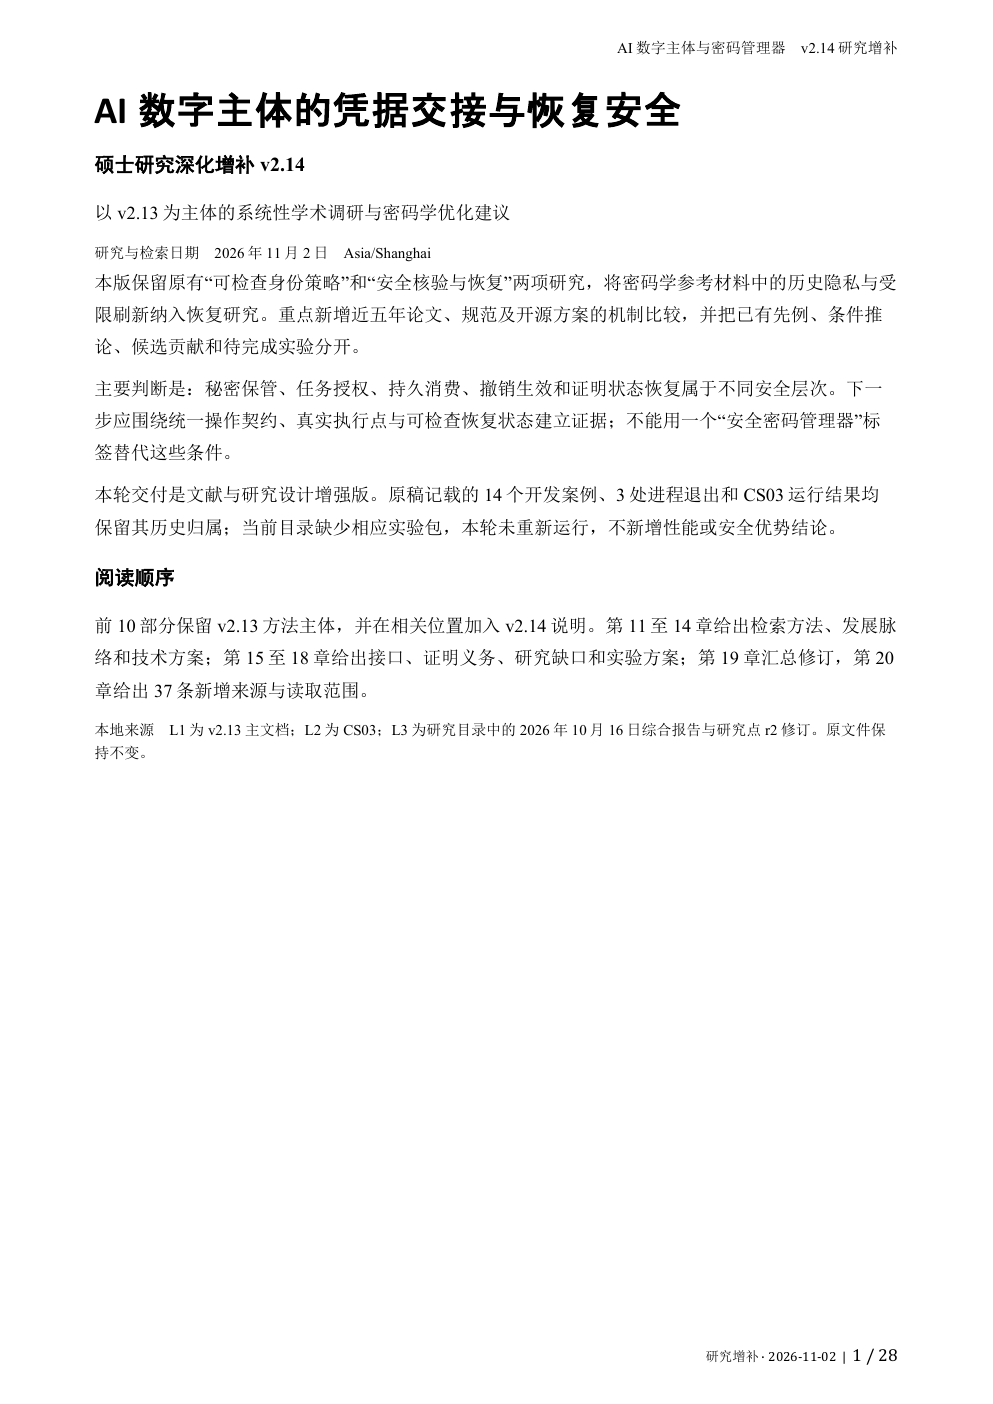 AI 数字主体与密码管理器　v2.14 研究增补
AI 数字主体的凭据交接与恢复安全
硕士研究深化增补 v2.14
以 v2.13 为主体的系统性学术调研与密码学优化建议
研究与检索日期　2026 年 11 月 2 日　Asia/Shanghai
本版保留原有“可检查身份策略”和“安全核验与恢复”两项研究，将密码学参考材料中的历史隐私与受
限刷新纳入恢复研究。重点新增近五年论文、规范及开源方案的机制比较，并把已有先例、条件推
论、候选贡献和待完成实验分开。
主要判断是：秘密保管、任务授权、持久消费、撤销生效和证明状态恢复属于不同安全层次。下一
步应围绕统一操作契约、真实执行点与可检查恢复状态建立证据；不能用一个“安全密码管理器”标
签替代这些条件。
本轮交付是文献与研究设计增强版。原稿记载的 14 个开发案例、3 处进程退出和 CS03 运行结果均
保留其历史归属；当前目录缺少相应实验包，本轮未重新运行，不新增性能或安全优势结论。
阅读顺序
前 10 部分保留 v2.13 方法主体，并在相关位置加入 v2.14 说明。第 11 至 14 章给出检索方法、发展脉
络和技术方案；第 15 至 18 章给出接口、证明义务、研究缺口和实验方案；第 19 章汇总修订，第 20
章给出 37 条新增来源与读取范围。
本地来源　L1 为 v2.13 主文档；L2 为 CS03；L3 为研究目录中的 2026 年 10 月 16 日综合报告与研究点 r2 修订。原文件保
持不变。
研究增补 · 2026-11-02 | 1 / 28